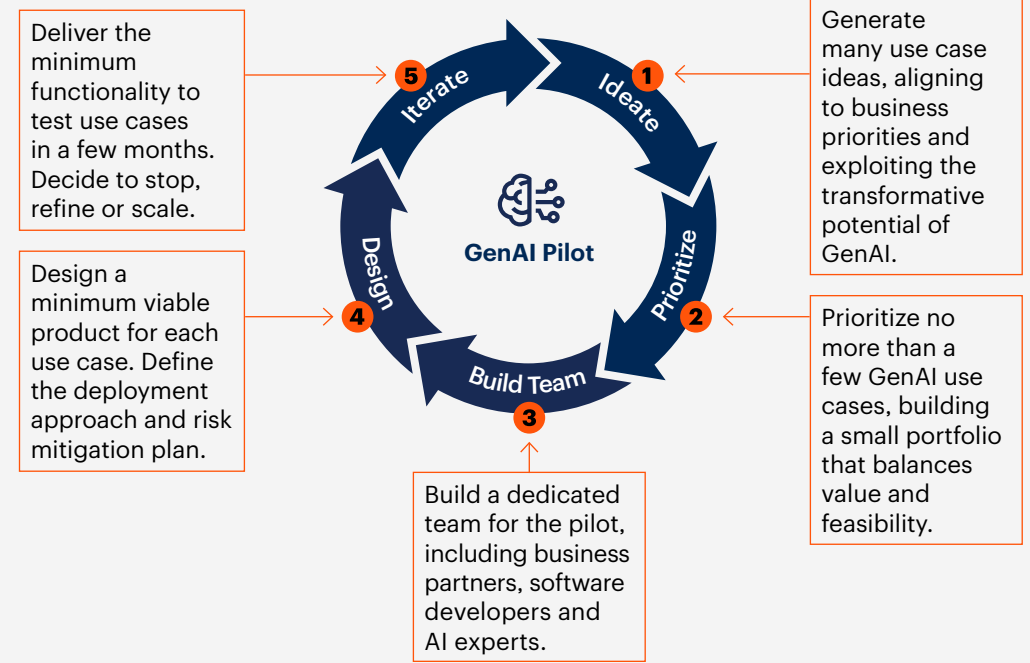 1
Ideate
Generate
many use case
ideas, aligning
to business
priorities and
exploiting the
transformative
potential of
GenAI.
2
Prioritize
Prioritize no
more than a
few GenAI use
cases, building
a small portfolio
that balances
value and
feasibility.
3
Build Team
Build a dedicated
team for the pilot,
including business
partners, software
developers and
AI experts.
4
Design
Design a
minimum viable
product for each
use case. Define
the deployment
approach and risk
mitigation plan.
5
Iterate
Deliver the
minimum
functionality to
test use cases
in a few months.
Decide to stop,
refine or scale.
GenAI Pilot